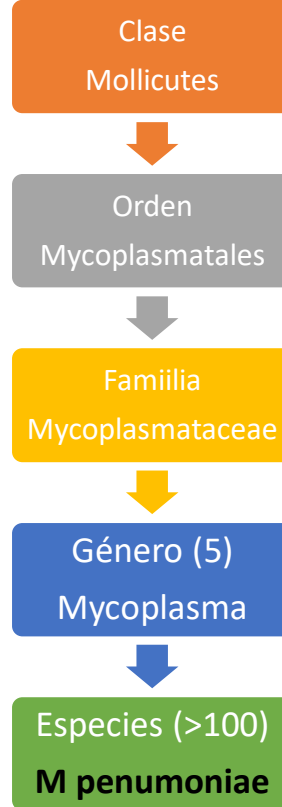 Clase
Mollicutes
Orden
Mycoplasmatales
Famiilia
Mycoplasmataceae
Género (5)
Mycoplasma
Especies (>100)
M penumoniae